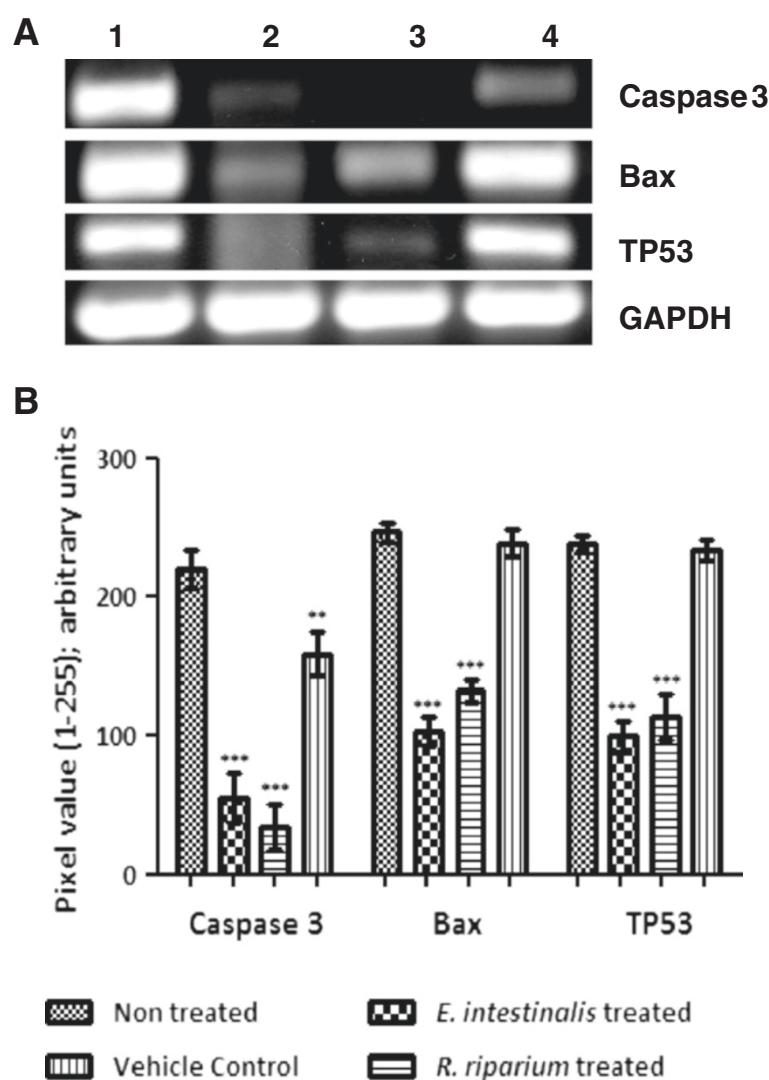 A
1 2 3 4
Caspase 3
Bax
TP53
GAPDH
B
Pixel value (1-255); arbitrary units
300
200
100
0
*** *** **
*** ***
*** ***
Caspase 3 Bax TP53
Non treated E. intestinalis treated
Vehicle Control R. riparium treated